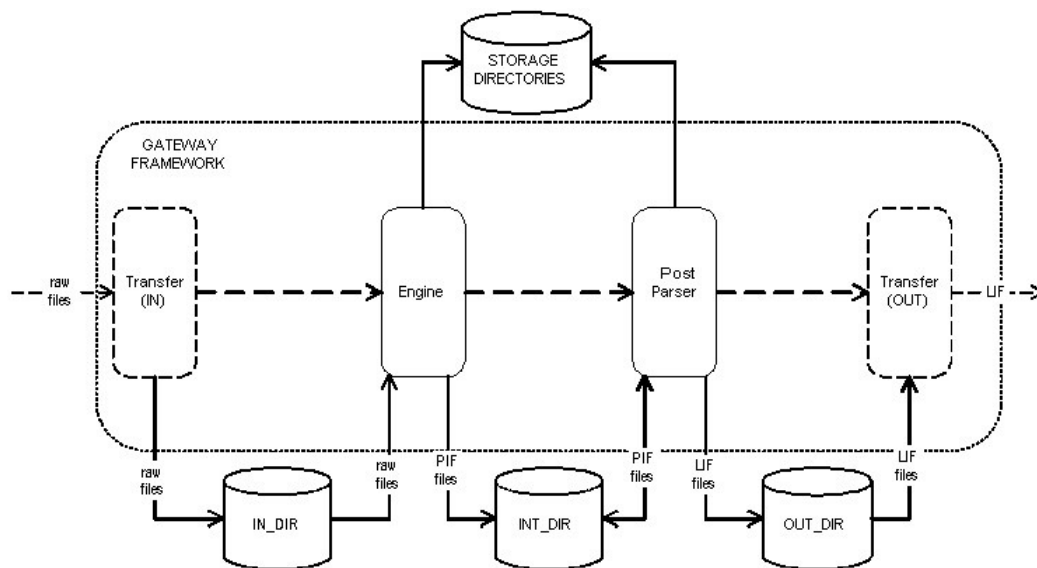 STORAGE
DIRECTORIES
GATEWAY
FRAMEWORK
raw
files
Transfer
(IN)
Engine
Post
Parser
Transfer
(OUT)
LIF
raw
files
raw
files
PIF
files
PIF
files
LIF
files
LIF
files
IN_DIR
INT_DIR
OUT_DIR